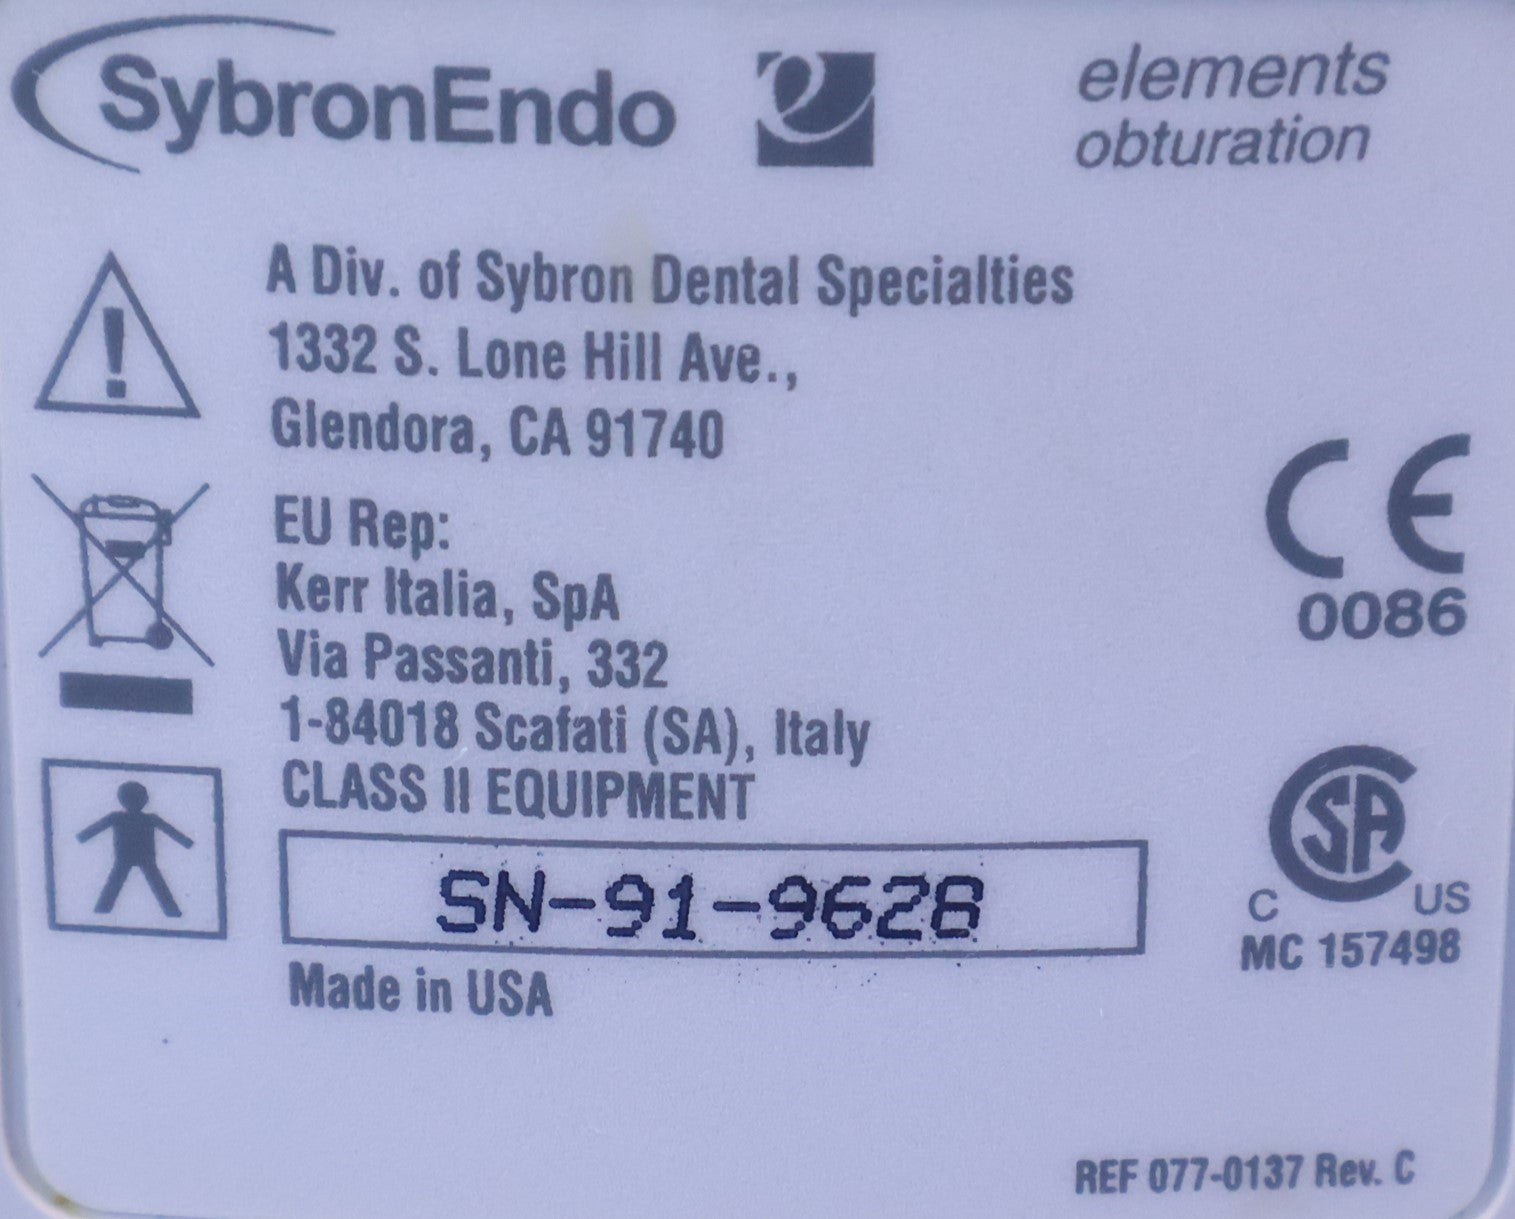 SybronEndo
elements
obturation
A Div. of Sybron Dental Specialties
1332 S. Lone Hill Ave.,
Glendora, CA 91740
EU Rep:
Kerr Italia, SpA
Via Passanti, 332
1-84018 Scafati (SA), Italy
CLASS II EQUIPMENT
SN-91-9628
Made in USA
CE
0086
CSA
C US
MC 157498
REF 077-0137 Rev. C